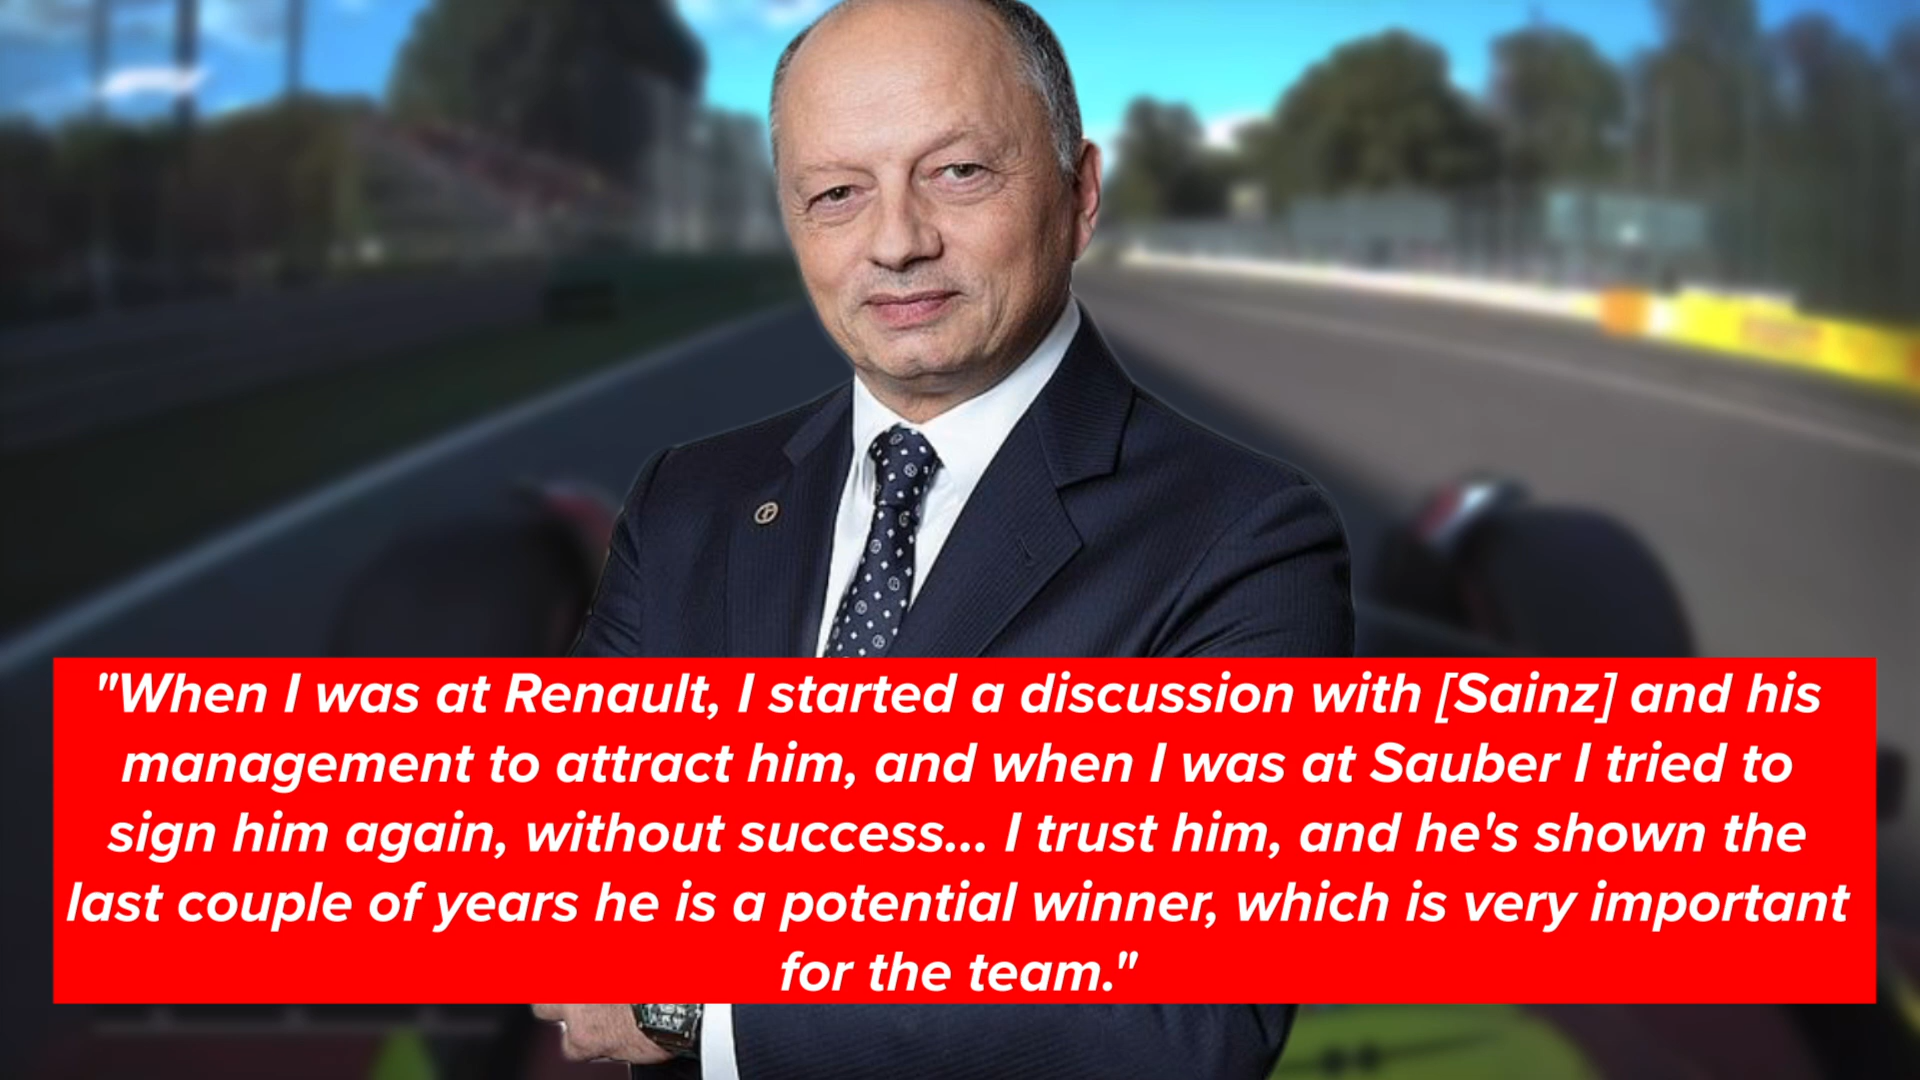 "When I was at Renault, I started a discussion with [Sainz] and his
management to attract him, and when I was at Sauber I tried to
sign him again, without success... I trust him, and he's shown the
last couple of years he is a potential winner, which is very important
for the team."